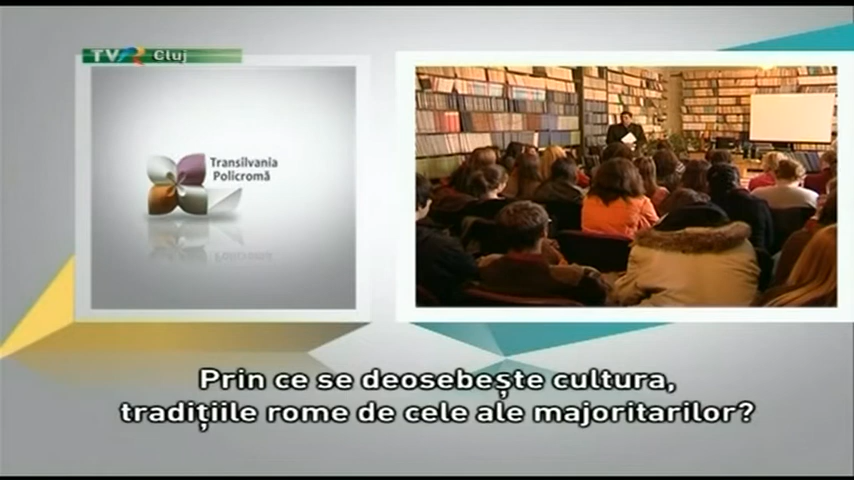 TVR Cluj
Transilvania
Policromă
Prin ce se deosebește cultura,
tradițiile rome de cele ale majoritarilor?